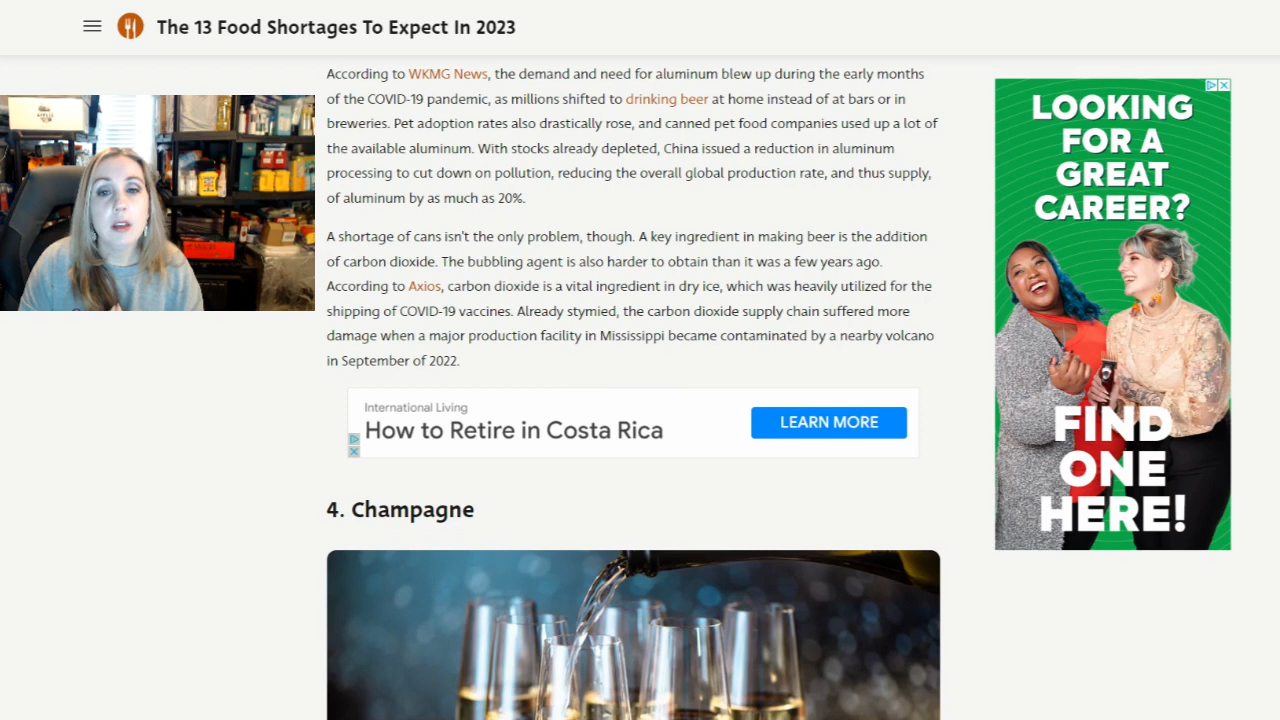 The 13 Food Shortages To Expect In 2023
According to WKMG News, the demand and need for aluminum blew up during the early months
of the COVID-19 pandemic, as millions shifted to drinking beer at home instead of at bars or in
breweries. Pet adoption rates also drastically rose, and canned pet food companies used up a lot of
the available aluminum. With stocks already depleted, China issued a reduction in aluminum
processing to cut down on pollution, reducing the overall global production rate, and thus supply,
of aluminum by as much as 20%.
A shortage of cans isn't the only problem, though. A key ingredient in making beer is the addition
of carbon dioxide. The bubbling agent is also harder to obtain than it was a few years ago.
According to Axios, carbon dioxide is a vital ingredient in dry ice, which was heavily utilized for the
shipping of COVID-19 vaccines. Already stymied, the carbon dioxide supply chain suffered more
damage when a major production facility in Mississippi became contaminated by a nearby volcano
in September of 2022.
International Living
How to Retire in Costa Rica
LEARN MORE
4. Champagne
LOOKING
FOR A
GREAT
CAREER?
FIND
ONE
HERE!